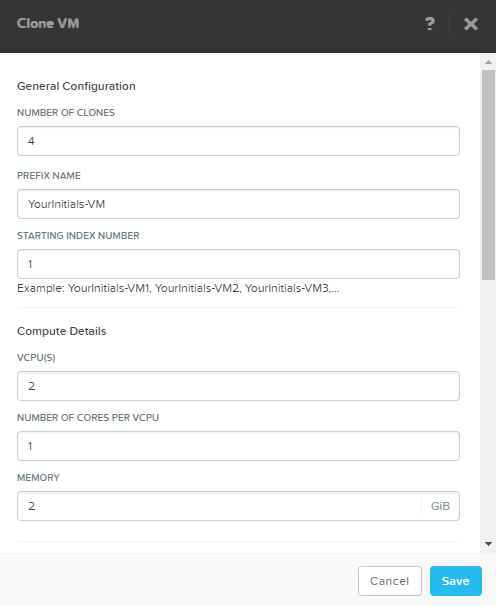 Clone VM
?
General Configuration
NUMBER OF CLONES
4
PREFIX NAME
YourInitials-VM
STARTING INDEX NUMBER
1
Example: YourInitials-VM1, YourInitials-VM2, YourInitials-VM3,...
Compute Details
VCPU(S)
2
NUMBER OF CORES PER VCPU
1
MEMORY
2 GiB
Cancel Save